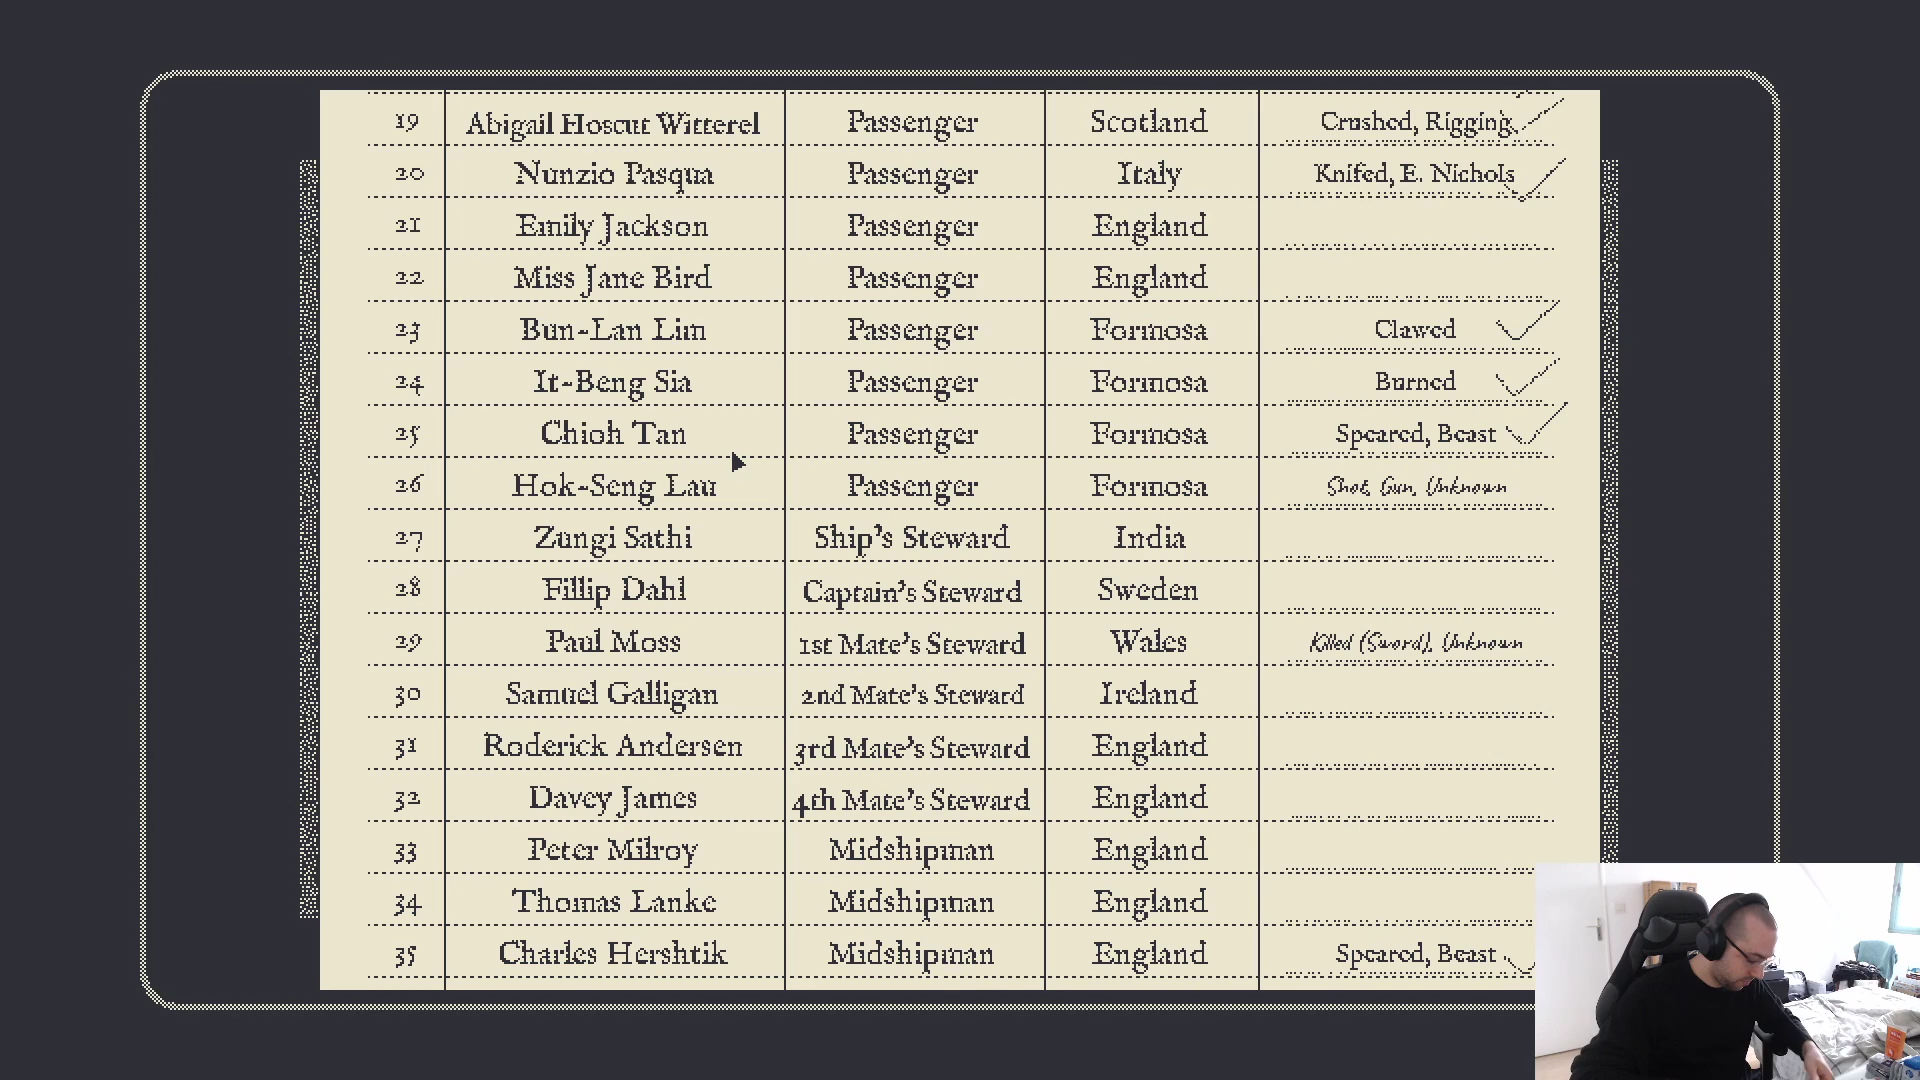 19 Abigail Hoscut Witterel Passenger Scotland Crushed, Rigging
20 Nunzio Pasqua Passenger Italy Knifed, E. Nichols
21 Emily Jackson Passenger England
22 Miss Jane Bird Passenger England
23 Bun-Lan Lim Passenger Formosa Clawed
24 It-Beng Sia Passenger Formosa Burned
25 Chioh Tan Passenger Formosa Speared, Beast
26 Hok-Seng Lau Passenger Formosa Shot, Gun, Unknown
27 Zungi Sathi Ship's Steward India
28 Fillip Dahl Captain's Steward Sweden
29 Paul Moss 1st Mate's Steward Wales Killed (Sword), Unknown
30 Samuel Galligan 2nd Mate's Steward Ireland
31 Roderick Andersen 3rd Mate's Steward England
32 Davey James 4th Mate's Steward England
33 Peter Milroy Midshipman England
34 Thomas Lanke Midshipman England
35 Charles Hershtik Midshipman England Speared, Beast